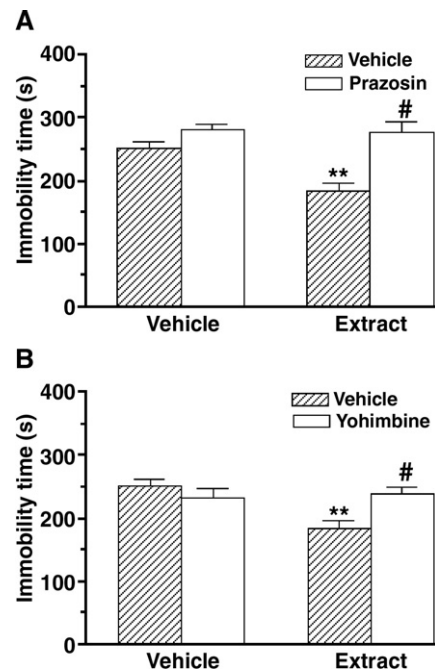 A
Vehicle
Prazosin
Immobility time (s)
400
300
200
100
0
**
#
Vehicle Extract
B
Vehicle
Yohimbine
Immobility time (s)
400
300
200
100
0
**
#
Vehicle Extract